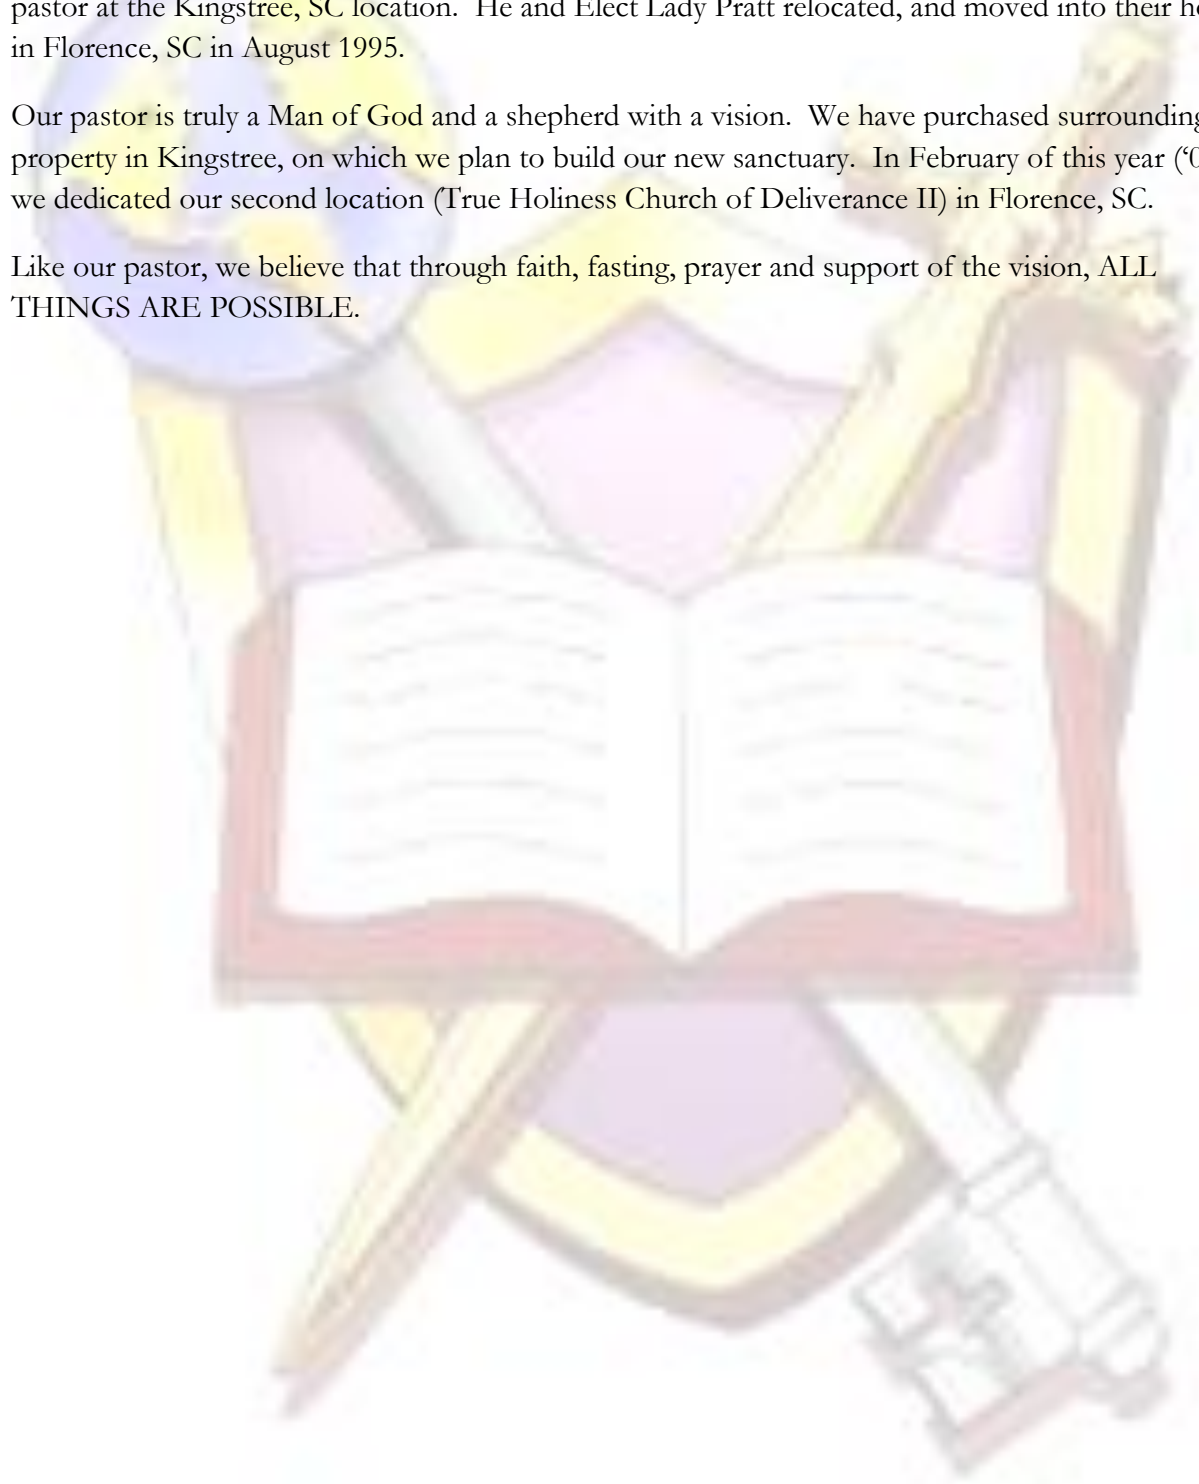 pastor at the Kingstree, SC location.  He and Elect Lady Pratt relocated, and moved into their
in Florence, SC in August 1995.
Our pastor is truly a Man of God and a shepherd with a vision.  We have purchased surrounding
property in Kingstree, on which we plan to build our new sanctuary.  In February of this year
we dedicated our second location (True Holiness Church of Deliverance II) in Florence, SC.
Like our pastor, we believe that through faith, fasting, prayer and support of the vision, ALL
THINGS ARE POSSIBLE.